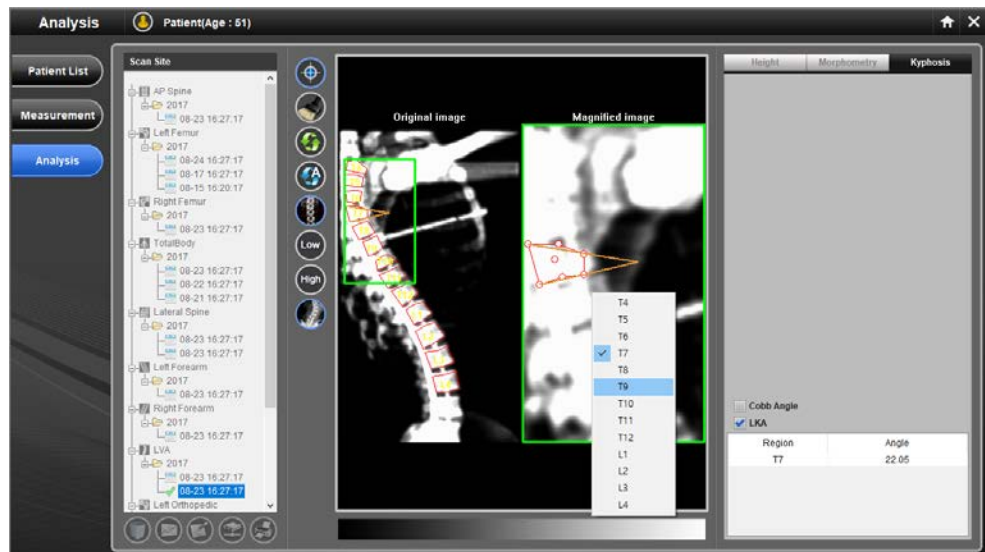 Analysis
Patient(Age : 51)
Patient List
Measurement
Analysis
Scan Site
AP Spine
2017
08-23 16:27:17
Left Femur
2017
08-24 16:27:17
08-17 16:27:17
08-15 16:20:17
Right Femur
2017
08-23 16:27:17
TotalBody
2017
08-23 16:27:17
08-22 16:27:17
08-21 16:27:17
Lateral Spine
2017
08-23 16:27:17
08-23 16:27:17
Left Forearm
2017
08-23 16:27:17
Right Forearm
2017
08-23 16:27:17
LVA
2017
08-23 16:27:17
08-23 16:27:17
Left Orthopedic
A
Low
High
Original image
Magnified image
T4
T5
T6
T7
T8
T9
T10
T11
T12
L1
L2
L3
L4
Height
Morphometry
Kyphosis
Cobb Angle
LKA
Region Angle
T7 22.05